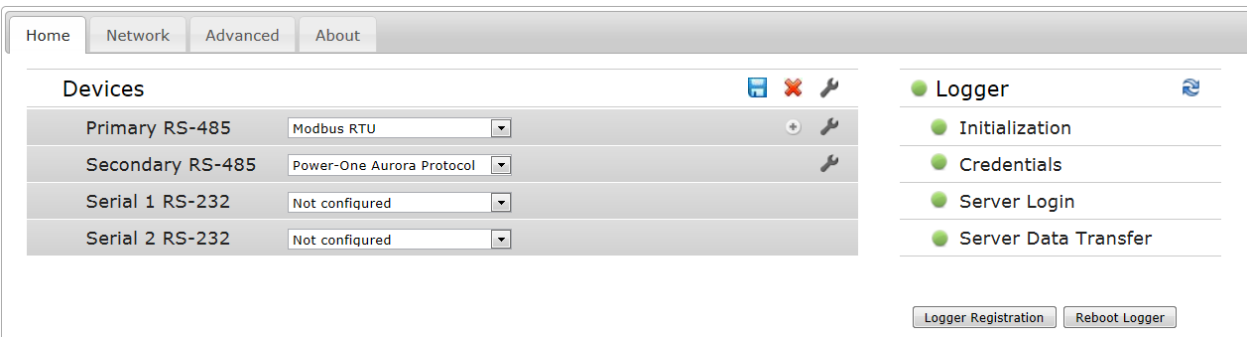 Home Network Advanced About
Devices
Primary RS-485 Modbus RTU
Secondary RS-485 Power-One Aurora Protocol
Serial 1 RS-232 Not configured
Serial 2 RS-232 Not configured
Logger
Initialization
Credentials
Server Login
Server Data Transfer
Logger Registration Reboot Logger